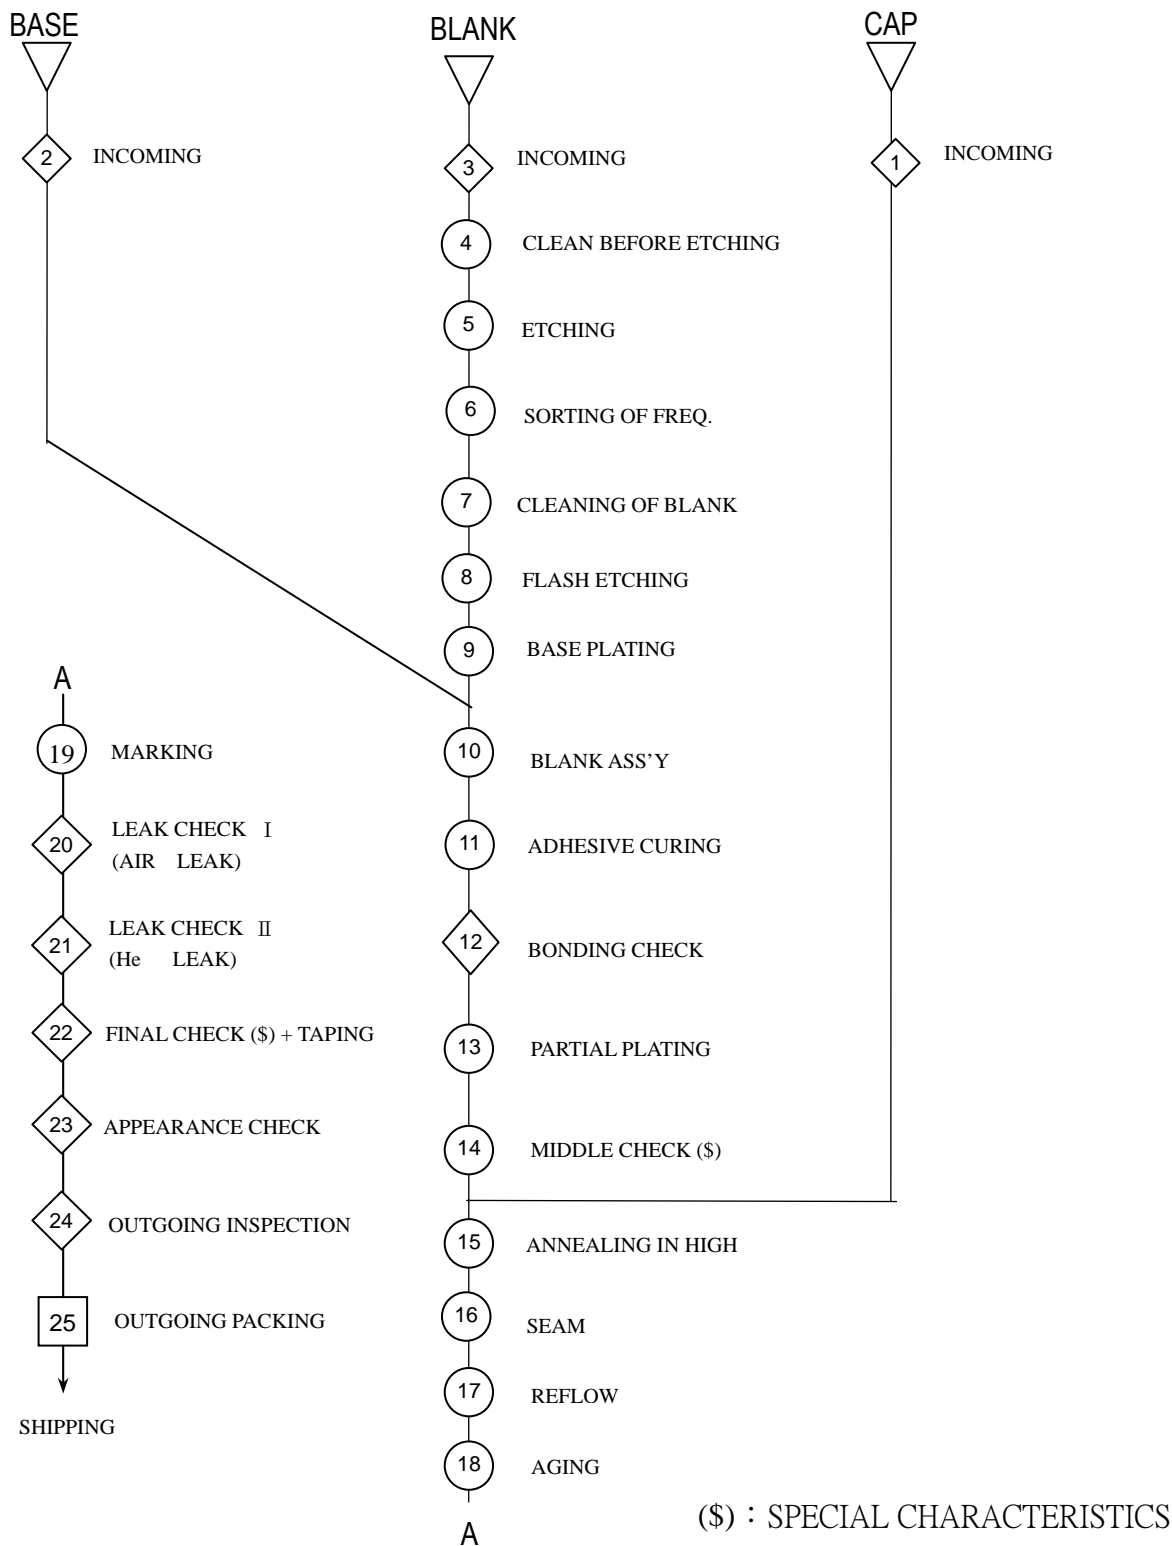 BASE
BLANK
CAP
2 INCOMING
3 INCOMING
1 INCOMING
4 CLEAN BEFORE ETCHING
5 ETCHING
6 SORTING OF FREQ.
7 CLEANING OF BLANK
8 FLASH ETCHING
9 BASE PLATING
10 BLANK ASS’Y
11 ADHESIVE CURING
12 BONDING CHECK
13 PARTIAL PLATING
14 MIDDLE CHECK ($)
15 ANNEALING IN HIGH
16 SEAM
17 REFLOW
18 AGING
A
A
19 MARKING
20 LEAK CHECK Ⅰ
(AIR LEAK)
21 LEAK CHECK Ⅱ
(He LEAK)
22 FINAL CHECK ($) + TAPING
23 APPEARANCE CHECK
24 OUTGOING INSPECTION
25 OUTGOING PACKING
SHIPPING
($)：SPECIAL CHARACTERISTICS